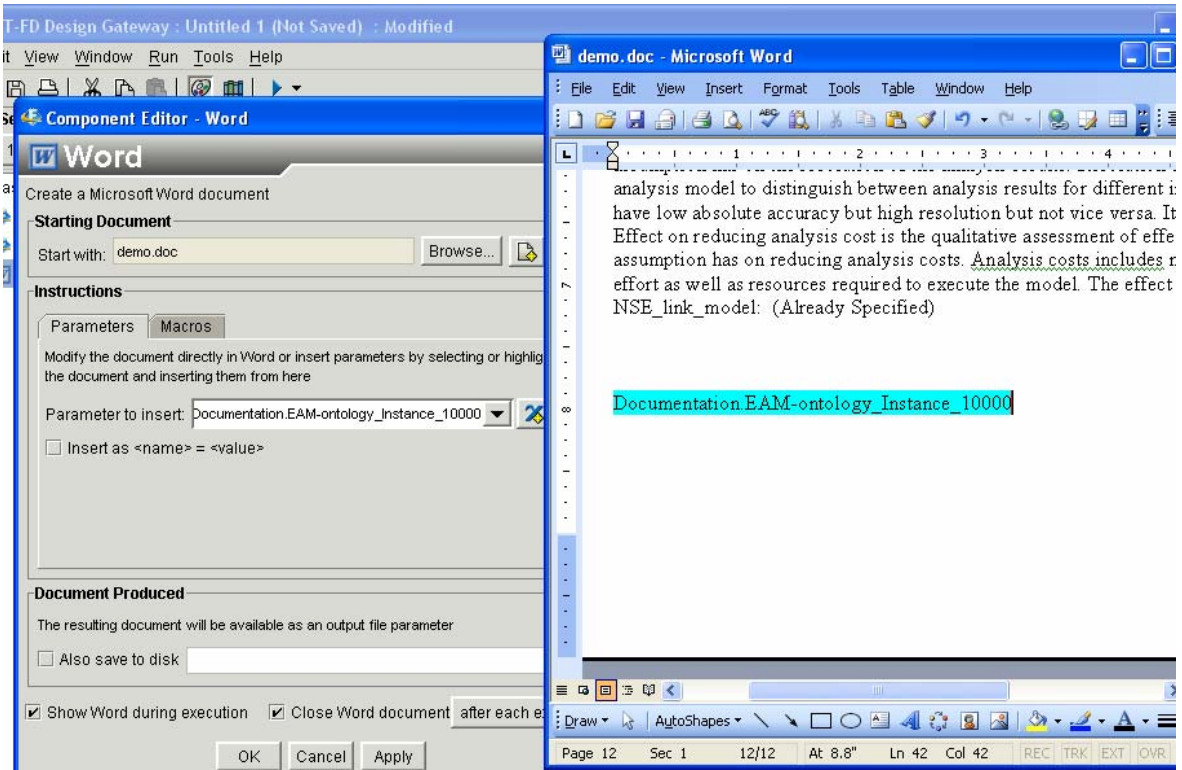 T-FD Design Gateway : Untitled 1 (Not Saved) : Modified
it View Window Run Tools Help
Component Editor - Word
Word
Create a Microsoft Word document
Starting Document
Start with: demo.doc Browse...
Instructions
Parameters Macros
Modify the document directly in Word or insert parameters by selecting or highlig
the document and inserting them from here
Parameter to insert: Documentation.EAM-ontology_Instance_10000
Insert as <name> = <value>
Document Produced
The resulting document will be available as an output file parameter
Also save to disk
Show Word during execution Close Word document after each e
OK Cancel Apply
demo.doc - Microsoft Word
File Edit View Insert Format Tools Table Window Help
1 2 3 4
analysis model to distinguish between analysis results for different i
have low absolute accuracy but high resolution but not vice versa. It
Effect on reducing analysis cost is the qualitative assessment of effe
assumption has on reducing analysis costs. Analysis costs includes
effort as well as resources required to execute the model. The effect
NSE_link_model: (Already Specified)
Documentation.EAM-ontology_Instance_10000
7
8
Draw AutoShapes
Page 12 Sec 1 12/12 At 8.8" Ln 42 Col 42 REC TRK EXT OVR